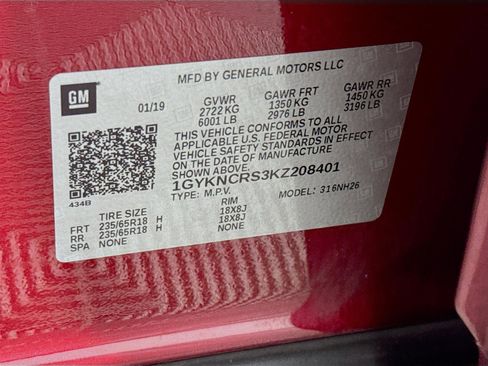 MFD BY GENERAL MOTORS LLC
GM
01/19
GVWR GAWR FRT GAWR RR
2722 KG 1350 KG 1450 KG
6001 LB 2976 LB 3196 LB
THIS VEHICLE CONFORMS TO ALL
APPLICABLE U.S. FEDERAL MOTOR
VEHICLE SAFETY STANDARDS IN EFFECT
ON THE DATE OF MANUFACTURE SHOWN ABOVE.
1GYKNCRS3KZ208401
TYPE: M.P.V. MODEL: 316NH26
434B
TIRE SIZE RIM
FRT 235/65R18 H 18X8J
RR 235/65R18 H 18X8J
SPA NONE NONE